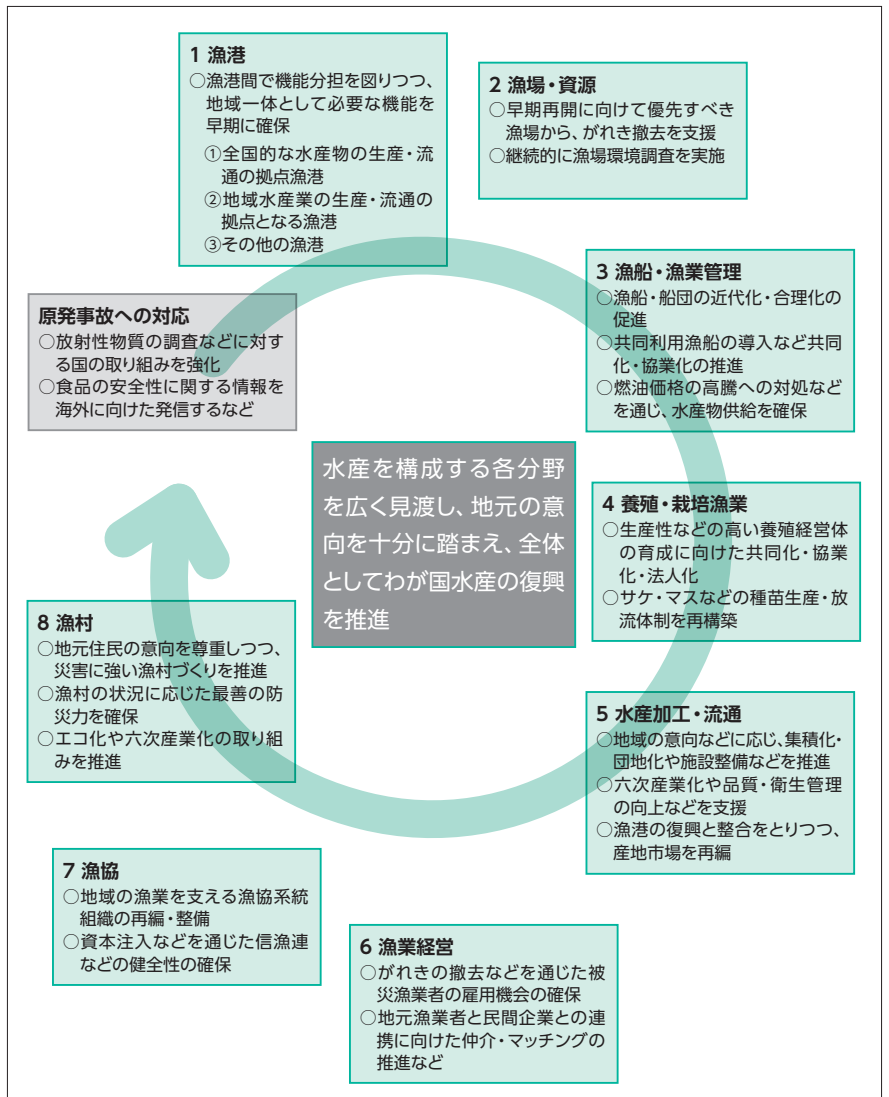 1 漁港
○漁港間で機能分担を図りつつ、
地域一体として必要な機能を
早期に確保
①全国的な水産物の生産・流
通の拠点漁港
②地域水産業の生産・流通の
拠点となる漁港
③その他の漁港
2 漁場・資源
○早期再開に向けて優先すべき
漁場から、がれき撤去を支援
○継続的に漁場環境調査を実施
3 漁船・漁業管理
○漁船・船団の近代化・合理化の
促進
○共同利用漁船の導入など共同
化・協業化の推進
○燃油価格の高騰への対処など
を通じ、水産物供給を確保
4 養殖・栽培漁業
○生産性などの高い養殖経営体
の育成に向けた共同化・協業
化・法人化
○サケ・マスなどの種苗生産・放
流体制を再構築
5 水産加工・流通
○地域の意向などに応じ、集積化・
団地化や施設整備などを推進
○六次産業化や品質・衛生管理
の向上などを支援
○漁港の復興と整合をとりつつ、
産地市場を再編
6 漁業経営
○がれきの撤去などを通じた被
災漁業者の雇用機会の確保
○地元漁業者と民間企業との連
携に向けた仲介・マッチングの
推進など
7 漁協
○地域の漁業を支える漁協系統
組織の再編・整備
○資本注入などを通じた信漁連
などの健全性の確保
8 漁村
○地元住民の意向を尊重しつつ、
災害に強い漁村づくりを推進
○漁村の状況に応じた最善の防
災力を確保
○エコ化や六次産業化の取り組
みを推進
原発事故への対応
○放射性物質の調査などに対す
る国の取り組みを強化
○食品の安全性に関する情報を
海外に向けた発信するなど
水産を構成する各分野
を広く見渡し、地元の意
向を十分に踏まえ、全体
としてわが国水産の復興
を推進